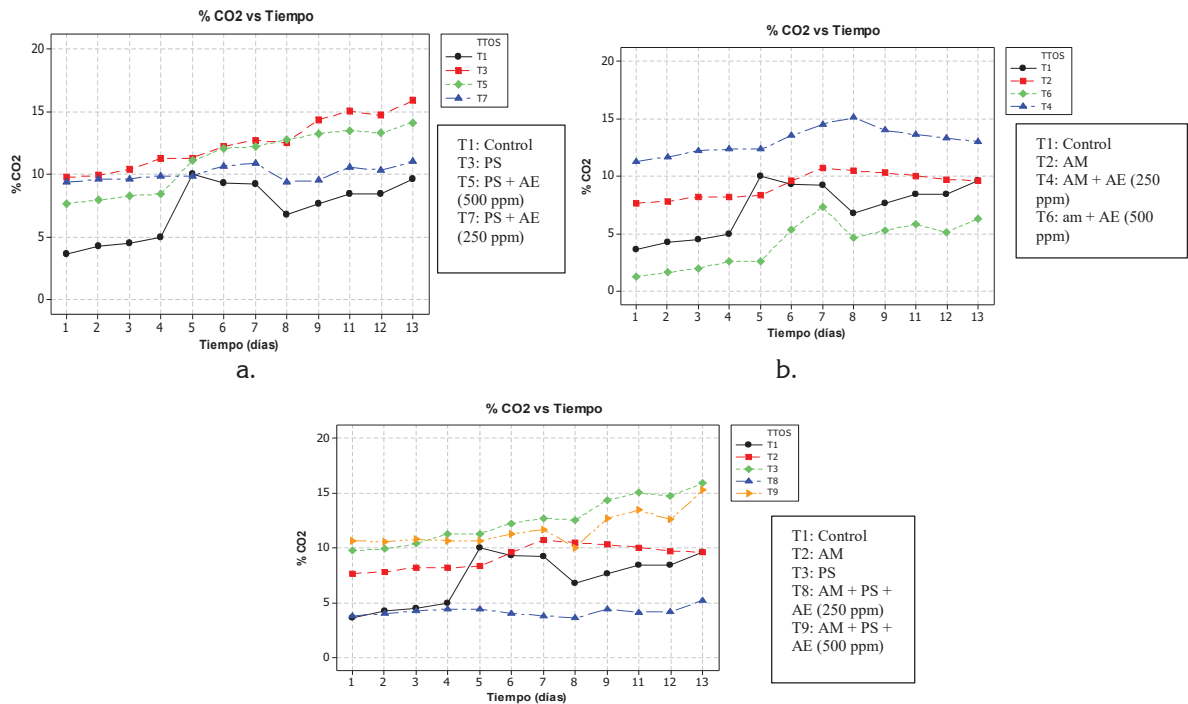 % CO2 vs Tiempo
20
15
10
5
0
% CO2
1 2 3 4 5 6 7 8 9 11 12 13
Tiempo (días)
TTOS
T1
T3
T5
T7
T1: Control
T3: PS
T5: PS + AE
(500 ppm)
T7: PS + AE
(250 ppm)
a.
% CO2 vs Tiempo
20
15
10
5
0
% CO2
1 2 3 4 5 6 7 8 9 11 12 13
Tiempo (días)
TTOS
T1
T2
T6
T4
T1: Control
T2: AM
T4: AM + AE (250
ppm)
T6: am + AE (500
ppm)
b.
% CO2 vs Tiempo
20
15
10
5
0
% CO2
1 2 3 4 5 6 7 8 9 11 12 13
Tiempo (días)
TTOS
T1
T2
T3
T8
T9
T1: Control
T2: AM
T3: PS
T8: AM + PS +
AE (250 ppm)
T9: AM + PS +
AE (500 ppm)